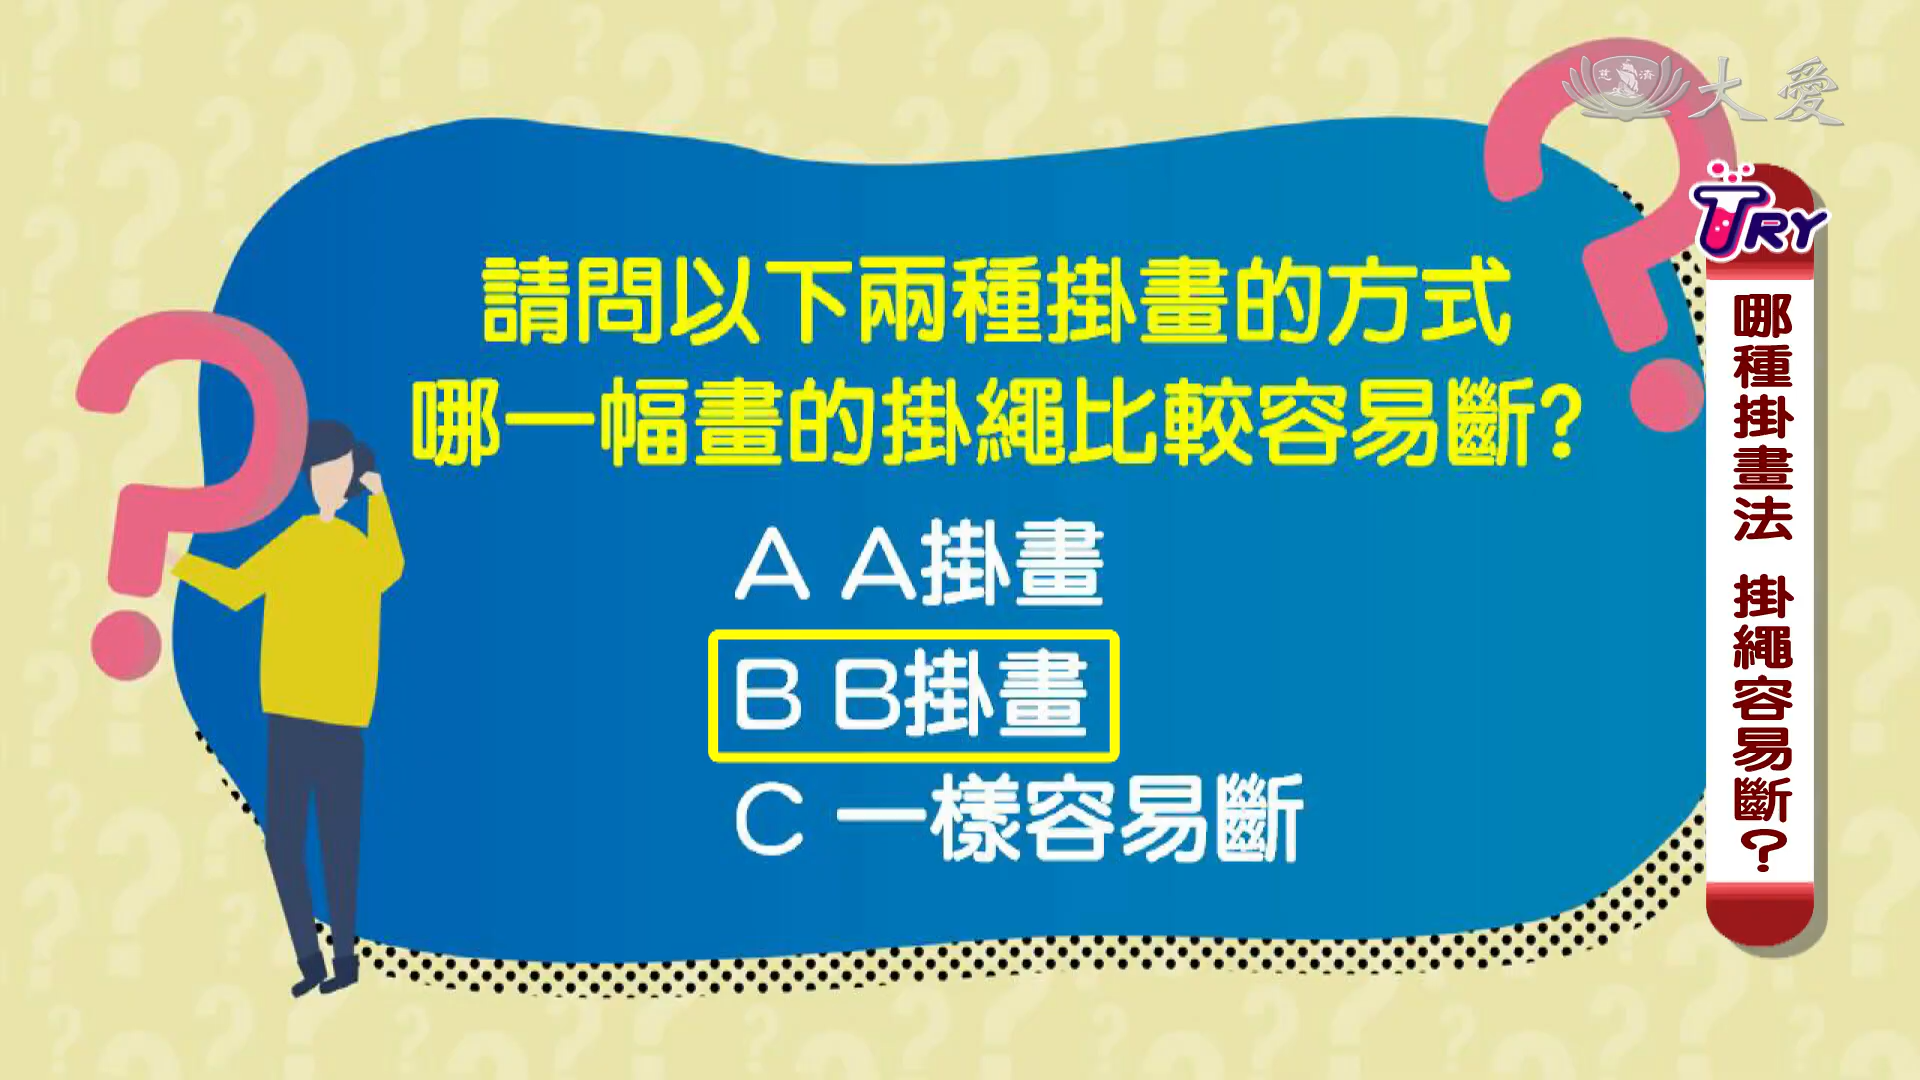 請問以下兩種掛畫的方式
哪一幅畫的掛繩比較容易斷?
A A掛畫
B B掛畫
C 一樣容易斷
慈濟
大愛
TRY
哪種掛畫法 掛繩容易斷?